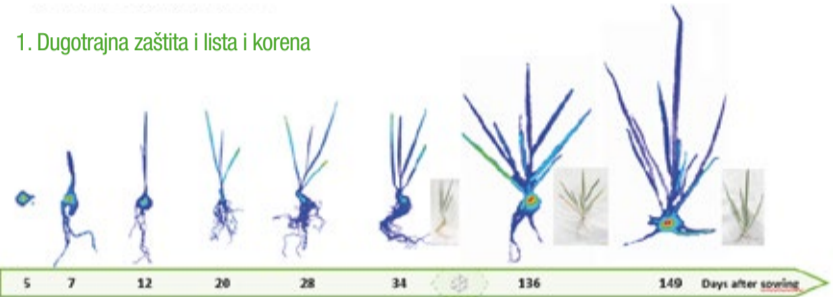 1. Dugotrajna zaštita i lista i korena
5 7 12 20 28 34 136 149 Days after sowing